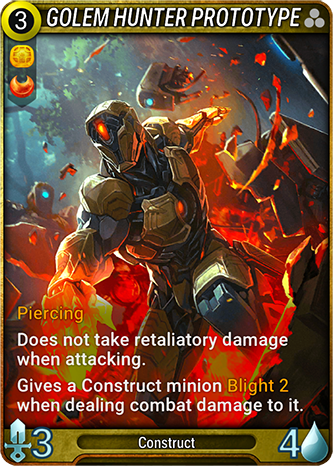 3 GOLEM HUNTER PROTOTYPE
Piercing
Does not take retaliatory damage
when attacking.
Gives a Construct minion Blight 2
when dealing combat damage to it.
3 Construct 4